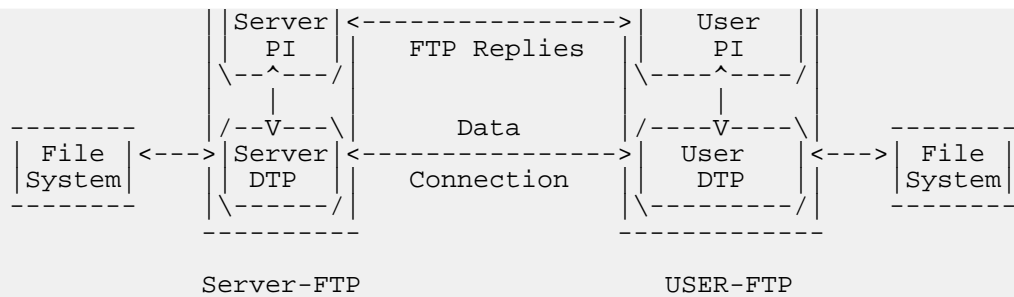 ||Server|<---------------->|   User  ||
||  PI  ||   FTP Replies  ||    PI   ||
|\--^---/|                |\----^----/|
|   |    |                |     |     |
--------    |/--V---\|      Data      |/----V----\|    --------
| File |<--->|Server|<---------------->|  User   |<--->| File |
|System|    || DTP  ||   Connection   ||   DTP   ||    |System|
--------    |\------/|                |\---------/|    --------
----------                -------------
Server-FTP                   USER-FTP